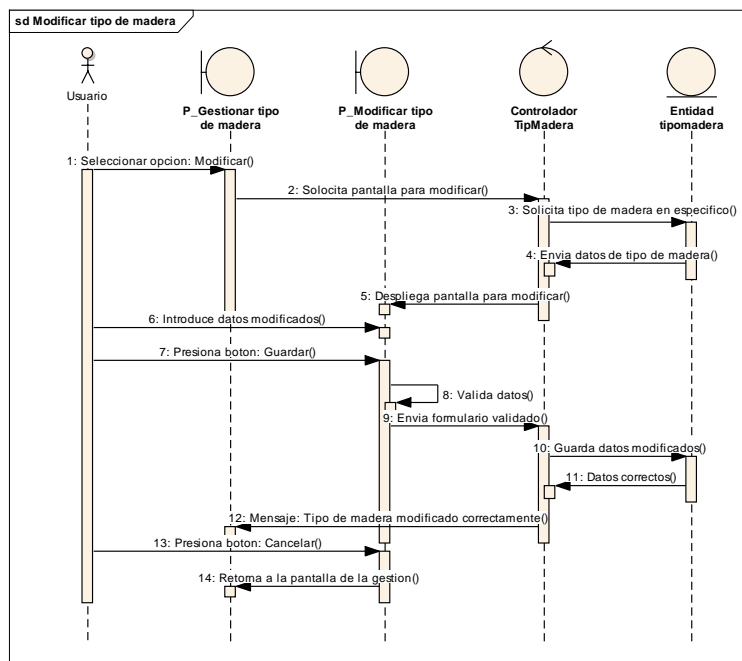 sd Modificar tipo de madera
Usuario
P_Gestionar tipo
de madera
P_Modificar tipo
de madera
Controlador
TipMadera
Entidad
tipomadera
1: Seleccionar opcion: Modificar()
2: Solocita pantalla para modificar()
3: Solicita tipo de madera en especifico()
4: Envia datos de tipo de madera()
5: Despliega pantalla para modificar()
6: Introduce datos modificados()
7: Presiona boton: Guardar()
8: Valida datos()
9: Envia formulario validado()
10: Guarda datos modificados()
11: Datos correctos()
12: Mensaje: Tipo de madera modificado correctamente()
13: Presiona boton: Cancelar()
14: Retorna a la pantalla de la gestion()